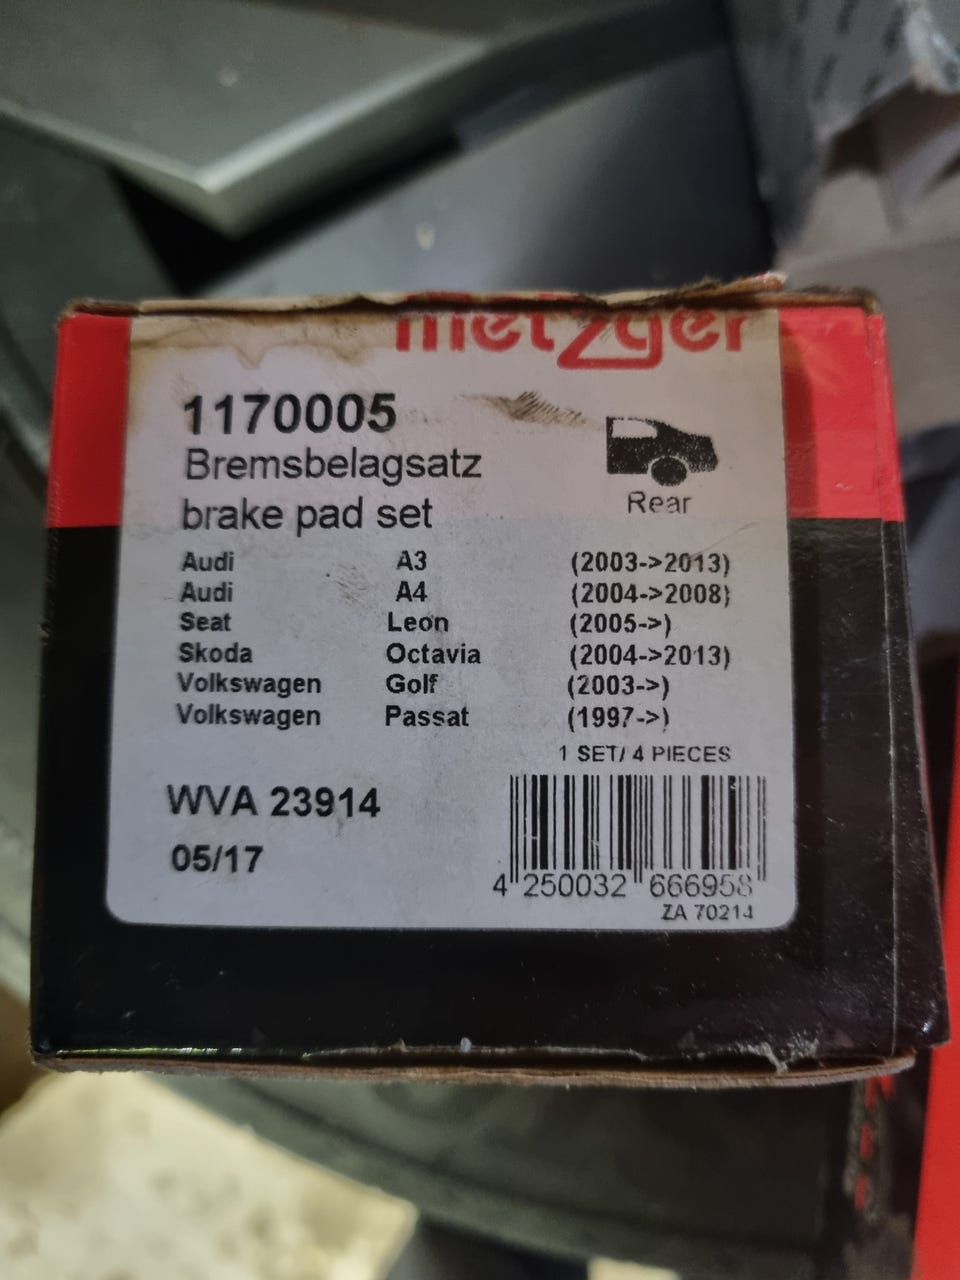 metzger
1170005
Bremsbelagsatz
brake pad set
Rear
Audi A3 (2003->2013)
Audi A4 (2004->2008)
Seat Leon (2005->)
Skoda Octavia (2004->2013)
Volkswagen Golf (2003->)
Volkswagen Passat (1997->)
1 SET/ 4 PIECES
WVA 23914
05/17
4 250032 666958
ZA 70214